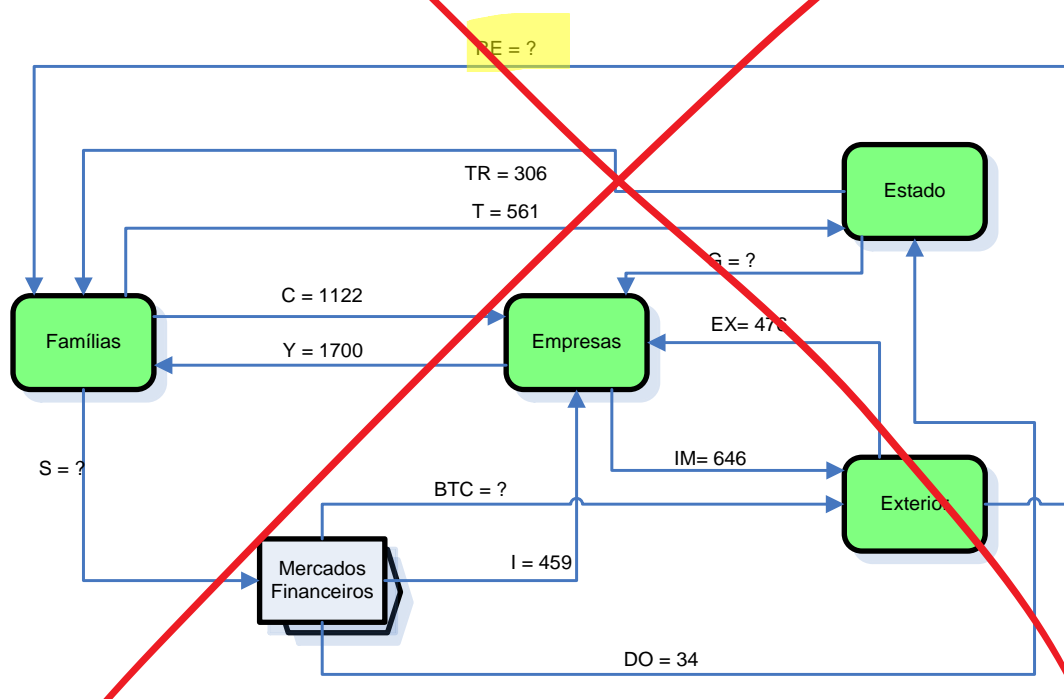 RE = ?
TR = 306
Estado
T = 561
G = ?
C = 1122
EX= 476
Famílias
Empresas
Y = 1700
S = ?
IM= 646
BTC = ?
Exterior
Mercados
Financeiros
I = 459
DO = 34